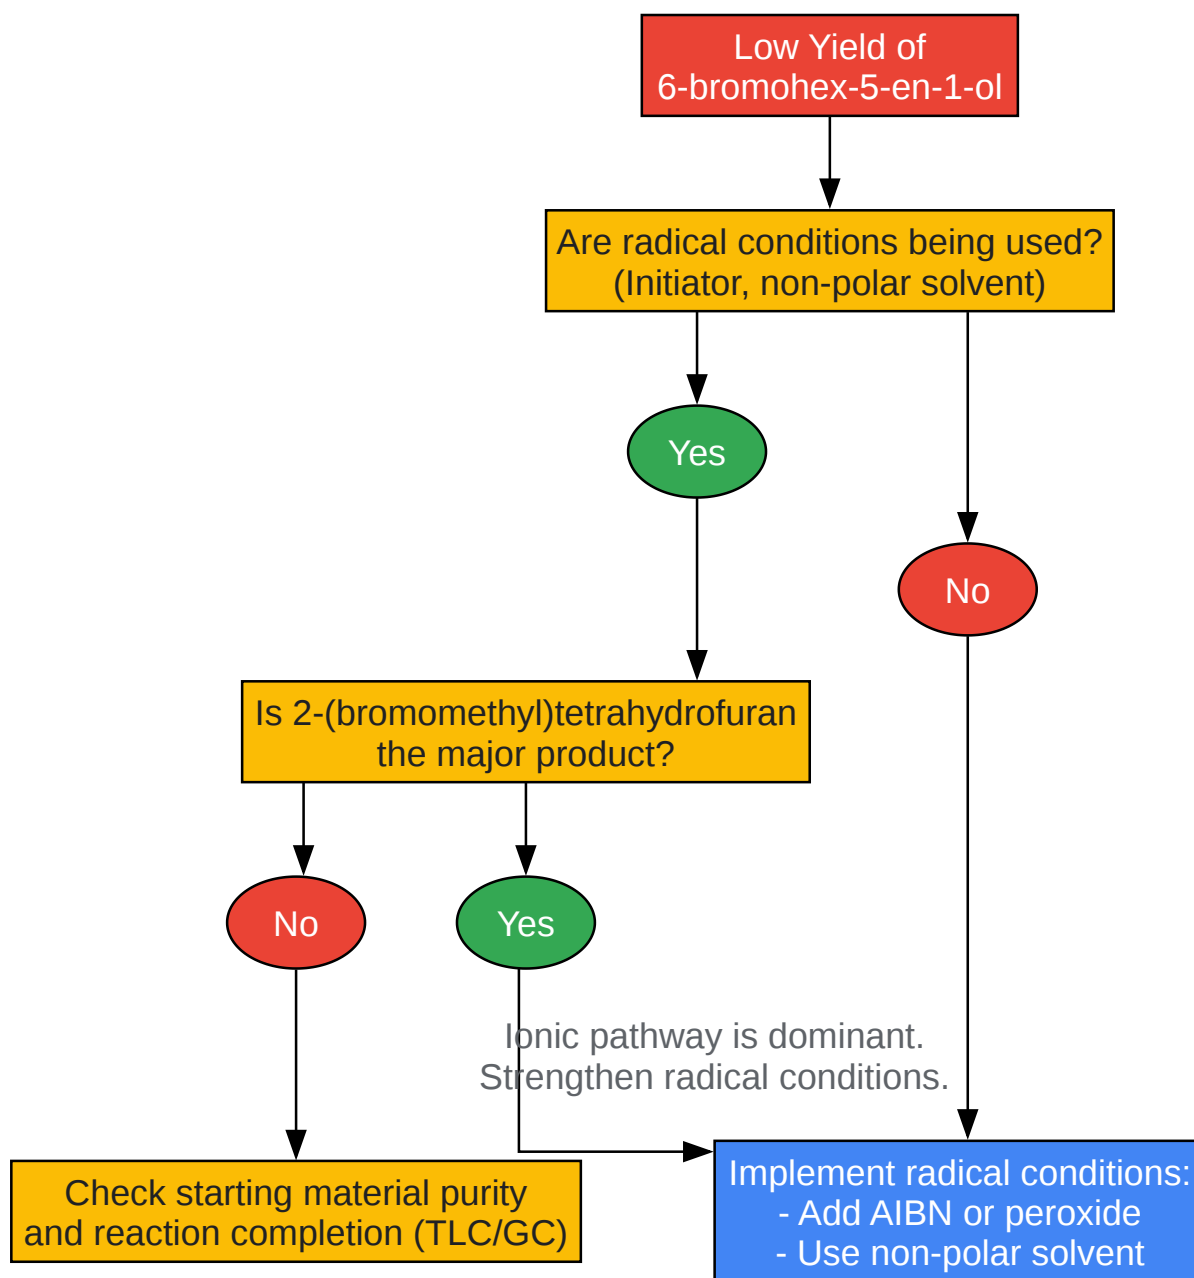 Low Yield of
6-bromohex-5-en-1-ol
Are radical conditions being used?
(Initiator, non-polar solvent)
Yes
No
Is 2-(bromomethyl)tetrahydrofuran
the major product?
No
Yes
Ionic pathway is dominant.
Strengthen radical conditions.
Check starting material purity
and reaction completion (TLC/GC)
Implement radical conditions:
- Add AIBN or peroxide
- Use non-polar solvent